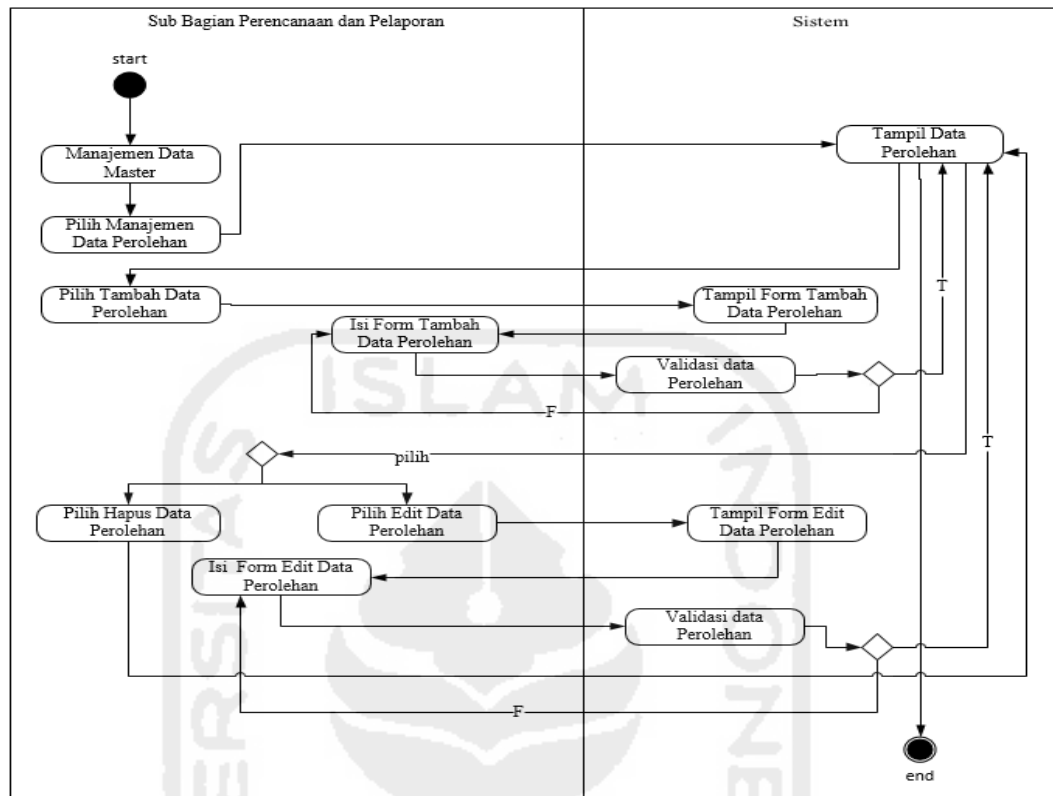 Sub Bagian Perencanaan dan Pelaporan
Sistem
start
Manajemen Data
Master
Tampil Data
Perolehan
Pilih Manajemen
Data Perolehan
Pilih Tambah Data
Perolehan
Tampil Form Tambah
Data Perolehan
T
Isi Form Tambah
Data Perolehan
Validasi data
Perolehan
F
T
pilih
Pilih Hapus Data
Perolehan
Pilih Edit Data
Perolehan
Tampil Form Edit
Data Perolehan
Isi Form Edit Data
Perolehan
Validasi data
Perolehan
F
end
ISLAM
ERSITAS
INDONE